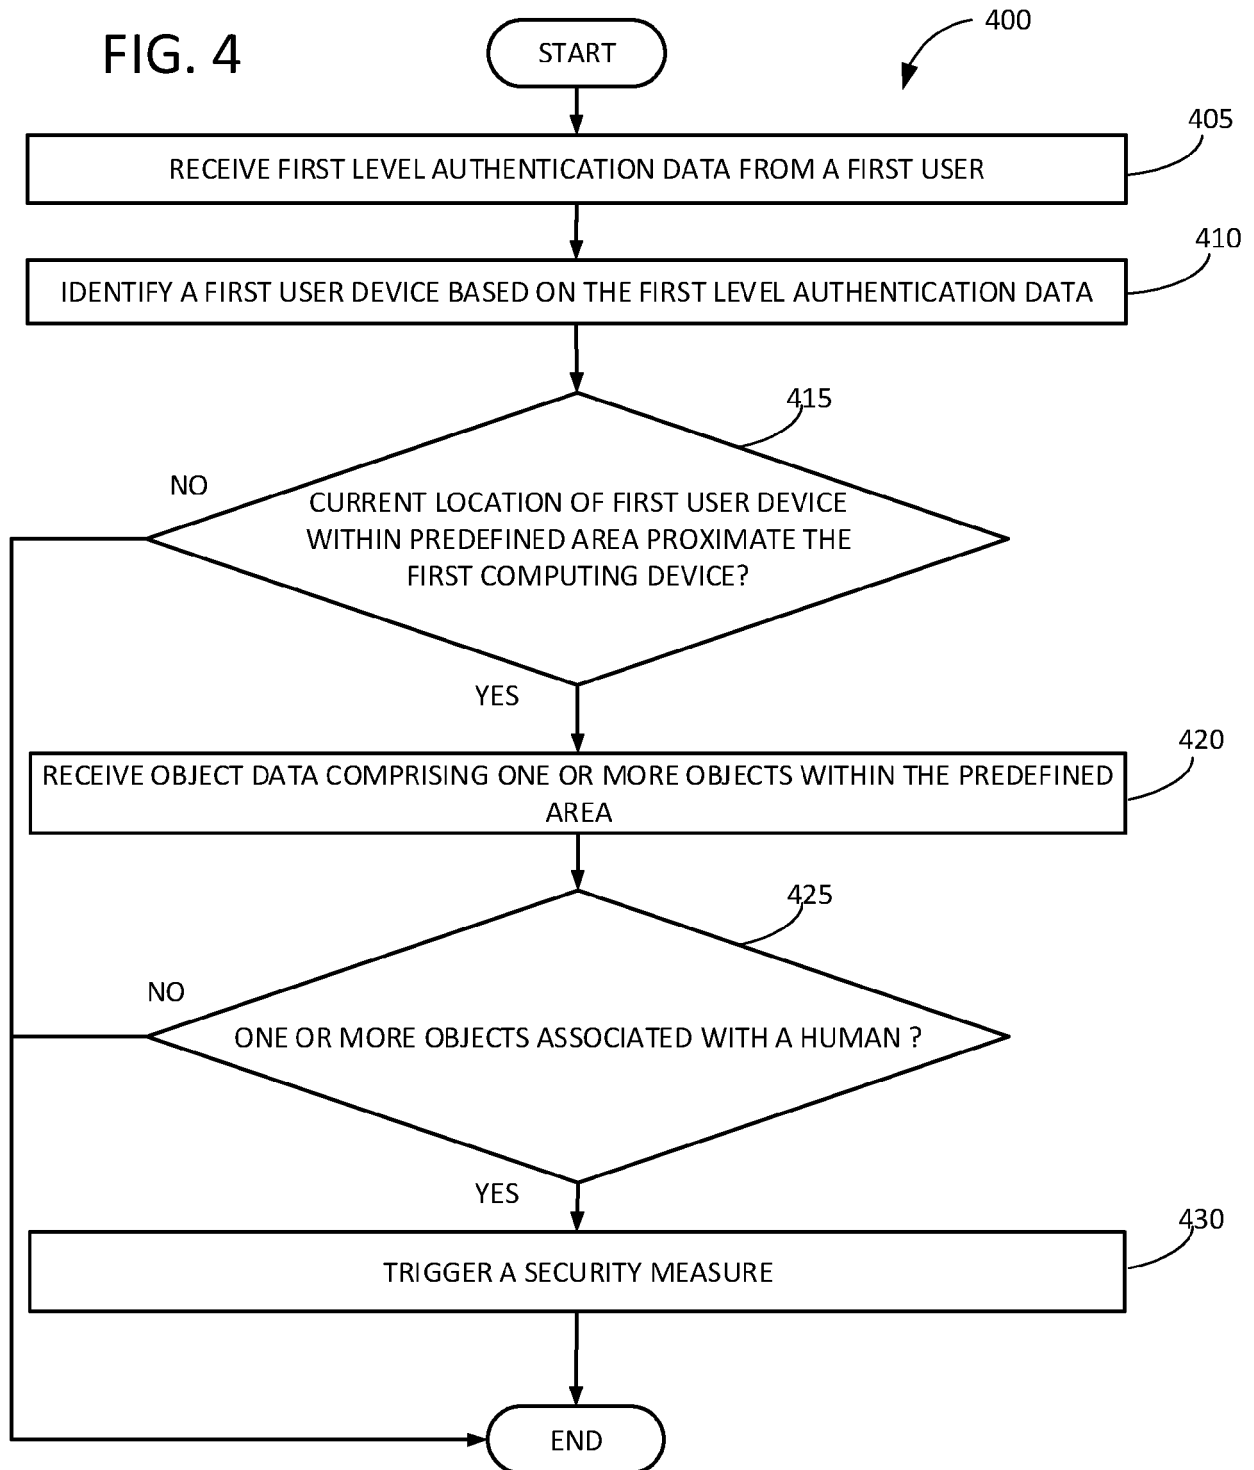 FIG. 4
START
400
405
RECEIVE FIRST LEVEL AUTHENTICATION DATA FROM A FIRST USER
410
IDENTIFY A FIRST USER DEVICE BASED ON THE FIRST LEVEL AUTHENTICATION DATA
415
NO
CURRENT LOCATION OF FIRST USER DEVICE
WITHIN PREDEFINED AREA PROXIMATE THE
FIRST COMPUTING DEVICE?
YES
420
RECEIVE OBJECT DATA COMPRISING ONE OR MORE OBJECTS WITHIN THE PREDEFINED
AREA
425
NO
ONE OR MORE OBJECTS ASSOCIATED WITH A HUMAN ?
YES
430
TRIGGER A SECURITY MEASURE
END